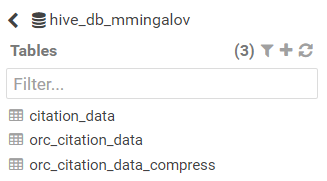 hive_db_mmingalov
Tables (3)
Filter...
citation_data
orc_citation_data
orc_citation_data_compress